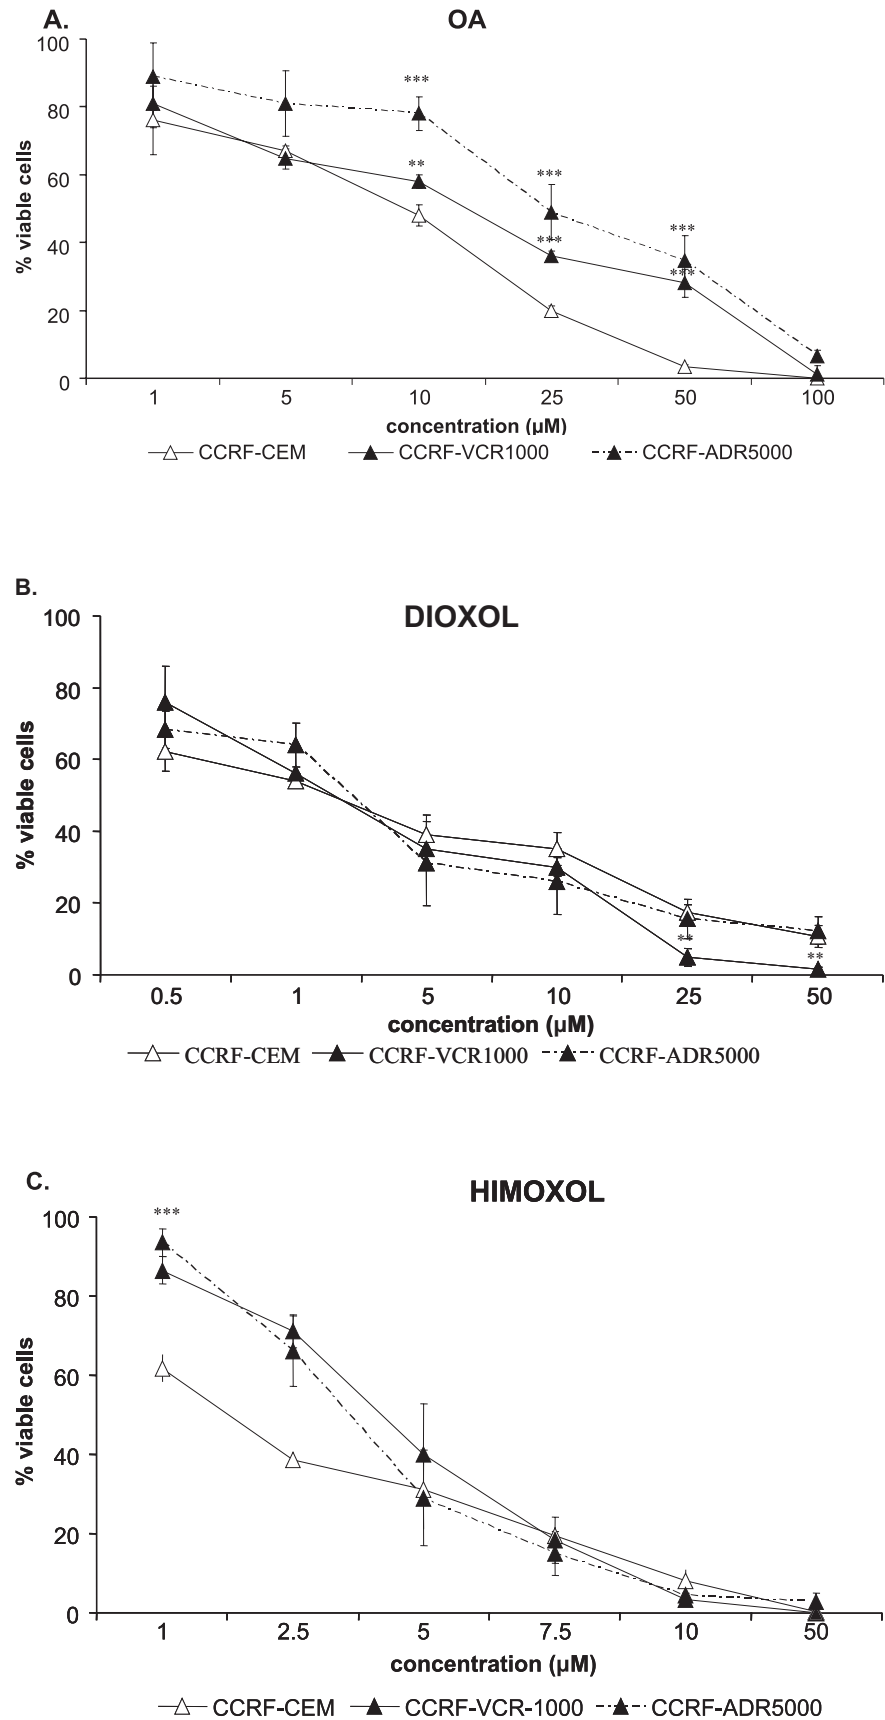 A.
OA
100
80
60
40
20
0
% viable cells
***
**
***
***
***
***
1 5 10 25 50 100
concentration (µM)
CCRF-CEM CCRF-VCR1000 CCRF-ADR5000
B.
DIOXOL
100
80
60
40
20
0
% viable cells
**
**
0.5 1 5 10 25 50
concentration (µM)
CCRF-CEM CCRF-VCR1000 CCRF-ADR5000
C.
HIMOXOL
***
100
80
60
40
20
0
% viable cells
1 2.5 5 7.5 10 50
concentration (µM)
CCRF-CEM CCRF-VCR-1000 CCRF-ADR5000